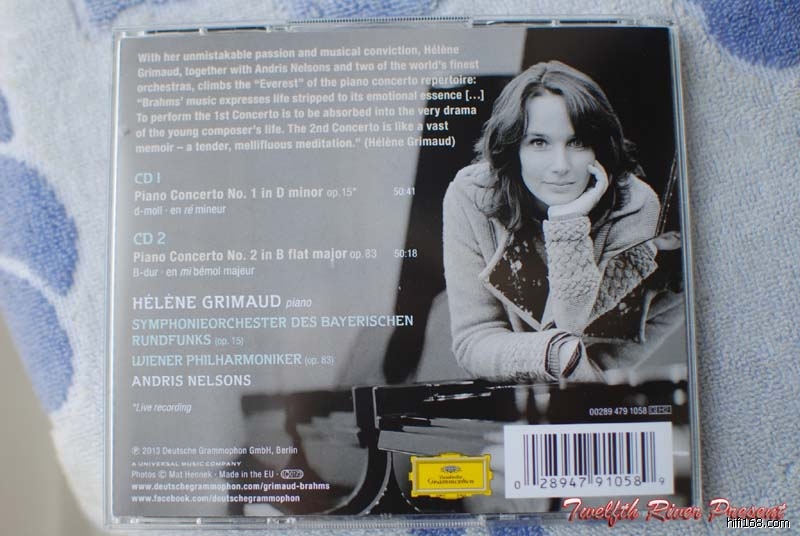 With her unmistakable passion and musical conviction, Hélène
Grimaud, together with Andris Nelsons and two of the world's finest
orchestras, climbs the “Everest” of the piano concerto repertoire:
“Brahms' music expresses life stripped to its emotional essence […]
To perform the 1st Concerto is to be absorbed into the very drama
of the young composer's life. The 2nd Concerto is like a vast
memoir – a tender, mellifluous meditation.” (Hélène Grimaud)
CD 1
Piano Concerto No. 1 in D minor op. 15* 50:41
d-moll · en ré mineur
CD 2
Piano Concerto No. 2 in B flat major op. 83 50:18
B-dur · en mi bémol majeur
HÉLÈNE GRIMAUD piano
SYMPHONIEORCHESTER DES BAYERISCHEN
RUNDFUNKS (op. 15)
WIENER PHILHARMONIKER (op. 83)
ANDRIS NELSONS
*Live recording
℗ 2013 Deutsche Grammophon GmbH, Berlin
A UNIVERSAL MUSIC COMPANY
Photos © Mat Hennek · Made in the EU ·
www.deutschegrammophon.com/grimaud-brahms
www.facebook.com/deutschegrammophon
Deutsche
Grammophon
00289 479 1058
0 28947 91058 9
Twelfth River Present
hifi168.com